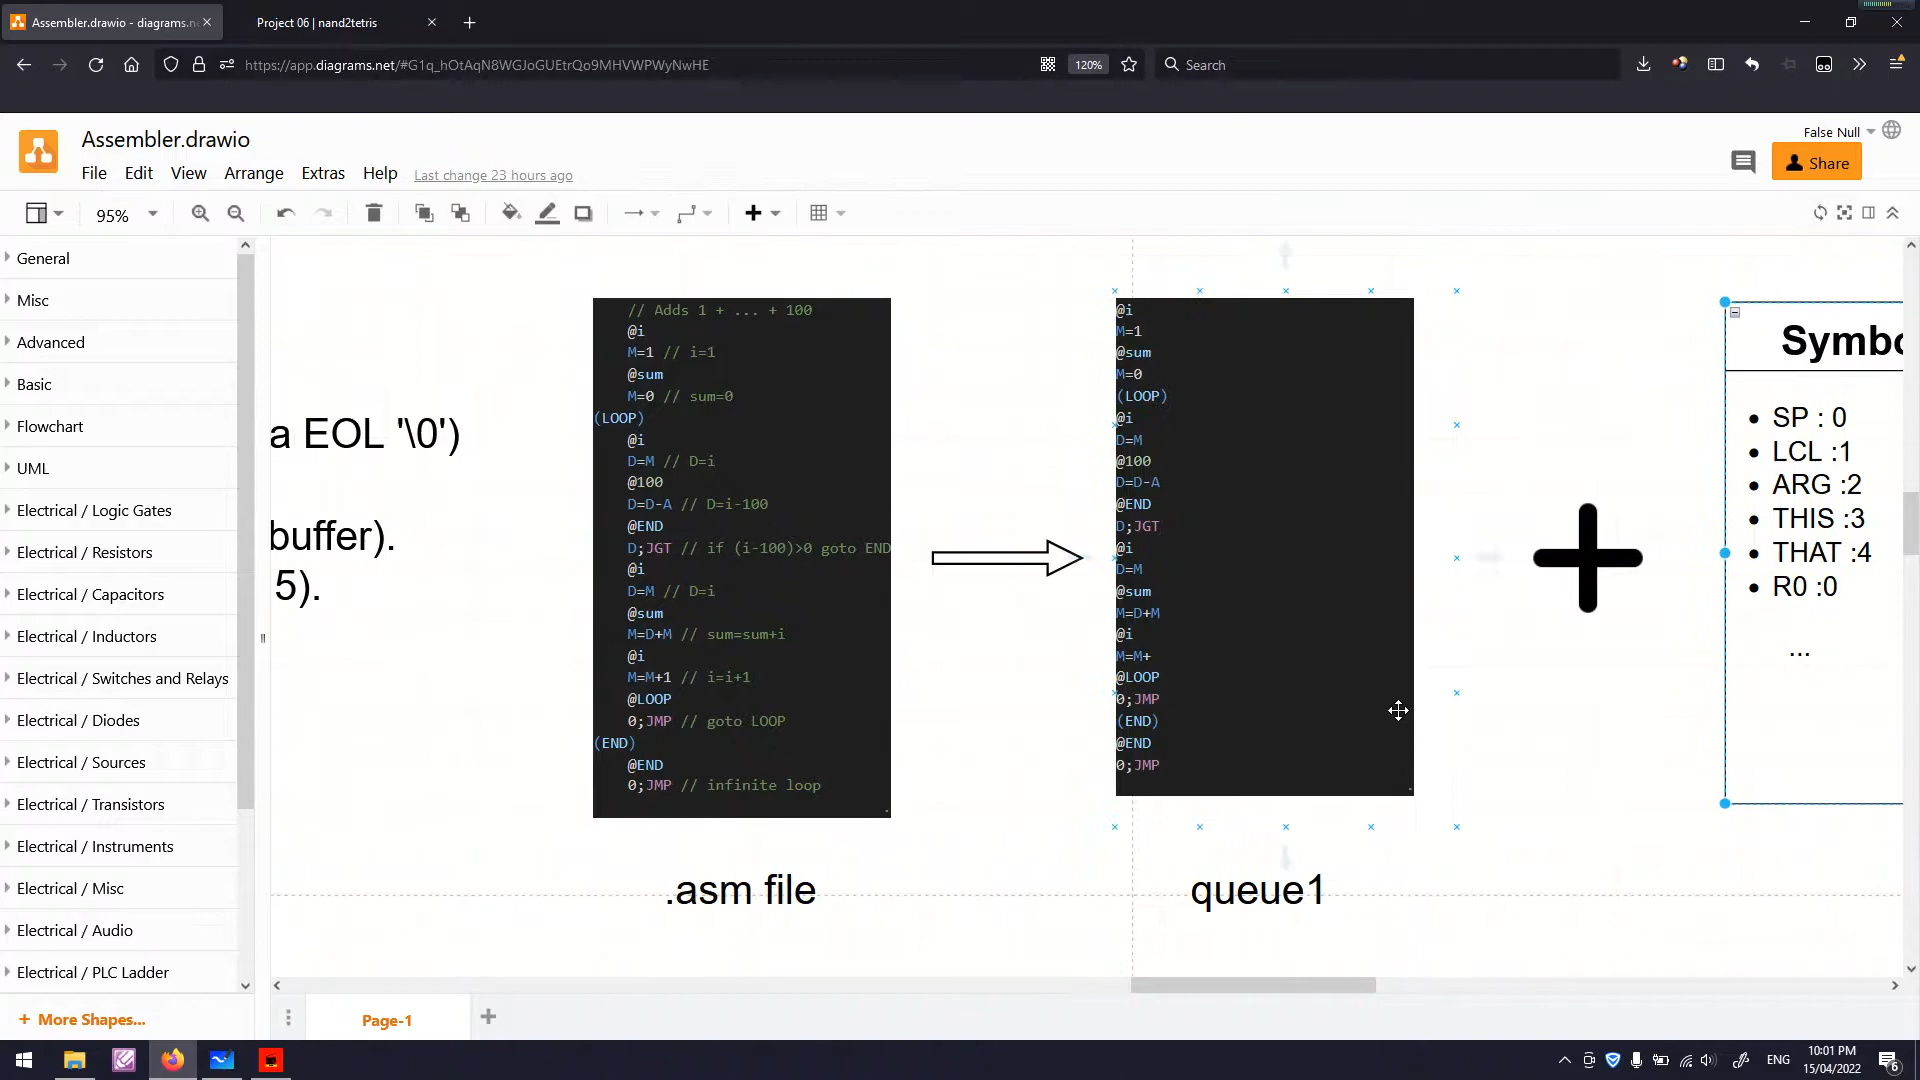 Assembler.drawio - diagrams.ne
Project 06 | nand2tetris
https://app.diagrams.net/#G1q_hOtAqN8WGJoGUEtrQo9MHVWPWyNwHE
120%
Search
Assembler.drawio
False Null
Share
File Edit View Arrange Extras Help Last change 23 hours ago
95%
General
Misc
Advanced
Basic
Flowchart
UML
Electrical / Logic Gates
Electrical / Resistors
Electrical / Capacitors
Electrical / Inductors
Electrical / Switches and Relays
Electrical / Diodes
Electrical / Sources
Electrical / Transistors
Electrical / Instruments
Electrical / Misc
Electrical / Audio
Electrical / PLC Ladder
+ More Shapes...
a EOL '\0')
buffer).
5).
// Adds 1 + ... + 100
@i
M=1 // i=1
@sum
M=0 // sum=0
(LOOP)
@i
D=M // D=i
@100
D=D-A // D=i-100
@END
D;JGT // if (i-100)>0 goto END
@i
D=M // D=i
@sum
M=D+M // sum=sum+i
@i
M=M+1 // i=i+1
@LOOP
0;JMP // goto LOOP
(END)
@END
0;JMP // infinite loop
.asm file
@i
M=1
@sum
M=0
(LOOP)
@i
D=M
@100
D=D-A
@END
D;JGT
@i
D=M
@sum
M=D+M
@i
M=M+
@LOOP
0;JMP
(END)
@END
0;JMP
queue1
Symbo
SP : 0
LCL :1
ARG :2
THIS :3
THAT :4
R0 :0
...
Page-1
ENG
10:01 PM
15/04/2022
6